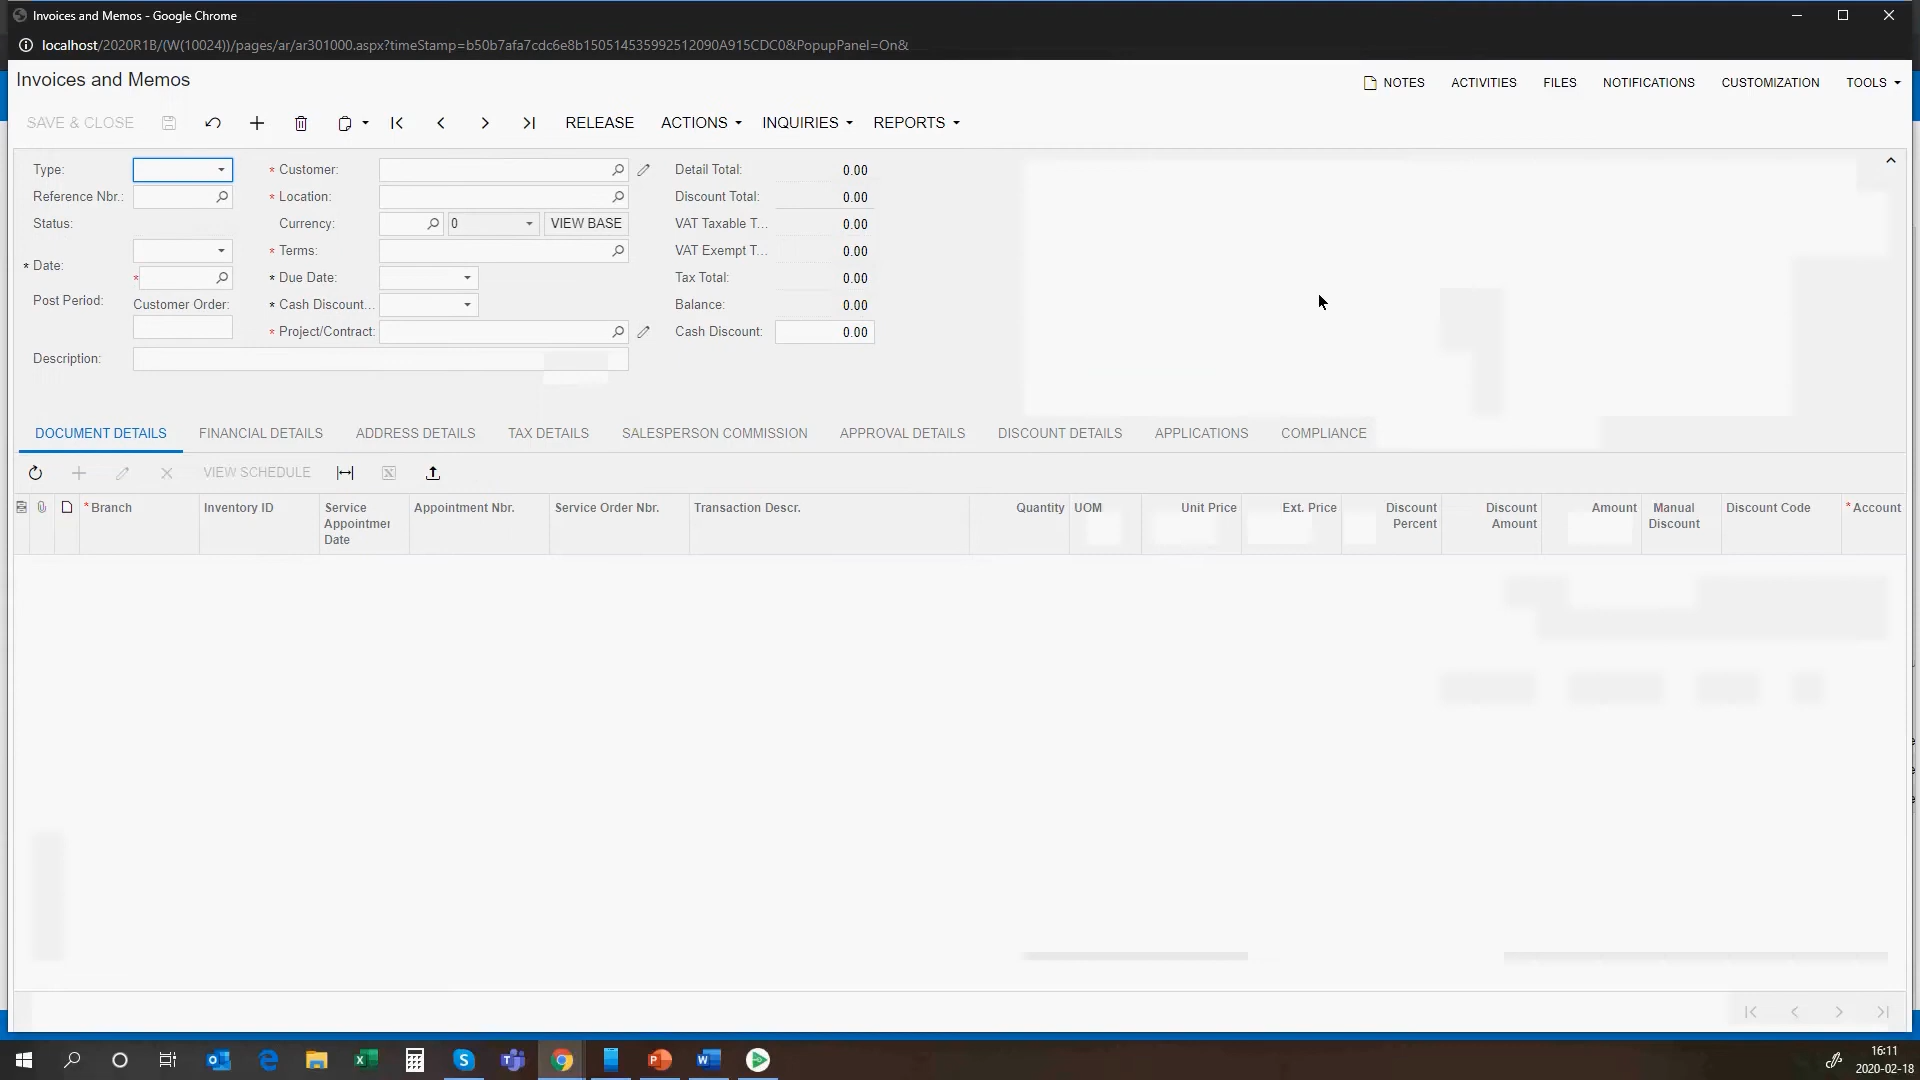 Invoices and Memos - Google Chrome
localhost/2020R1B/(W(10024))/pages/ar/ar301000.aspx?timeStamp=b50b7afa7cdc6e8b150514535992512090A915CDC0&PopupPanel=On&
Invoices and Memos
NOTES ACTIVITIES FILES NOTIFICATIONS CUSTOMIZATION TOOLS
SAVE & CLOSE RELEASE ACTIONS INQUIRIES REPORTS
Type: * Customer: Detail Total: 0.00
Reference Nbr.: * Location: Discount Total: 0.00
Status: Currency: 0 VIEW BASE VAT Taxable T... 0.00
* Terms: VAT Exempt T... 0.00
* Date:
* * Due Date: Tax Total: 0.00
Post Period: Customer Order: * Cash Discount... Balance: 0.00
* Project/Contract: Cash Discount: 0.00
Description:
DOCUMENT DETAILS FINANCIAL DETAILS ADDRESS DETAILS TAX DETAILS SALESPERSON COMMISSION APPROVAL DETAILS DISCOUNT DETAILS APPLICATIONS COMPLIANCE
VIEW SCHEDULE
* Branch Inventory ID Service Appointment Nbr. Service Order Nbr. Transaction Descr. Quantity UOM Unit Price Ext. Price Discount Discount Amount Manual Discount Code * Account
Appointmer Percent Amount Discount
Date
16:11
2020-02-18